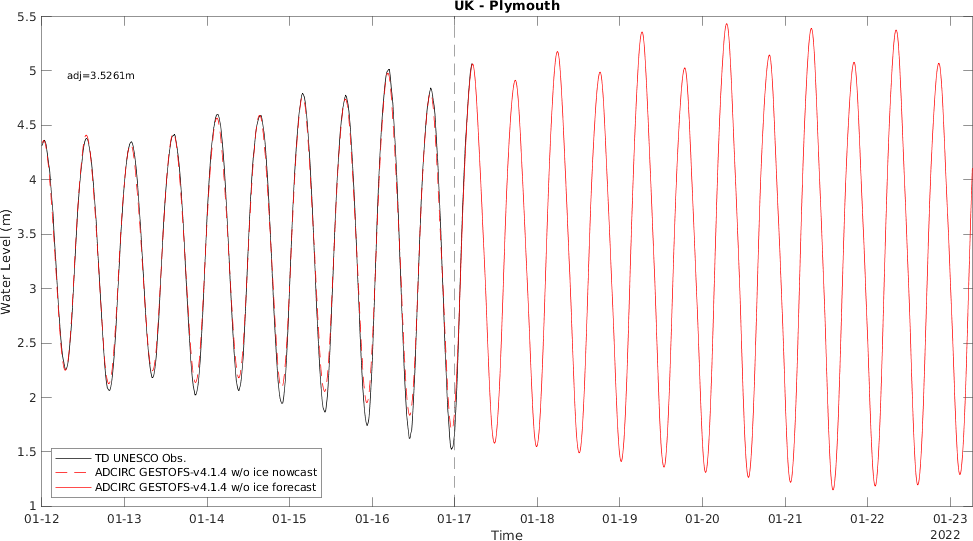 UK - Plymouth
adj=3.5261m
Water Level (m)
5.5
5
4.5
4
3.5
3
2.5
2
1.5
1
TD UNESCO Obs.
ADCIRC GESTOFS-v4.1.4 w/o ice nowcast
ADCIRC GESTOFS-v4.1.4 w/o ice forecast
01-12 01-13 01-14 01-15 01-16 01-17 01-18 01-19 01-20 01-21 01-22 01-23
Time
2022